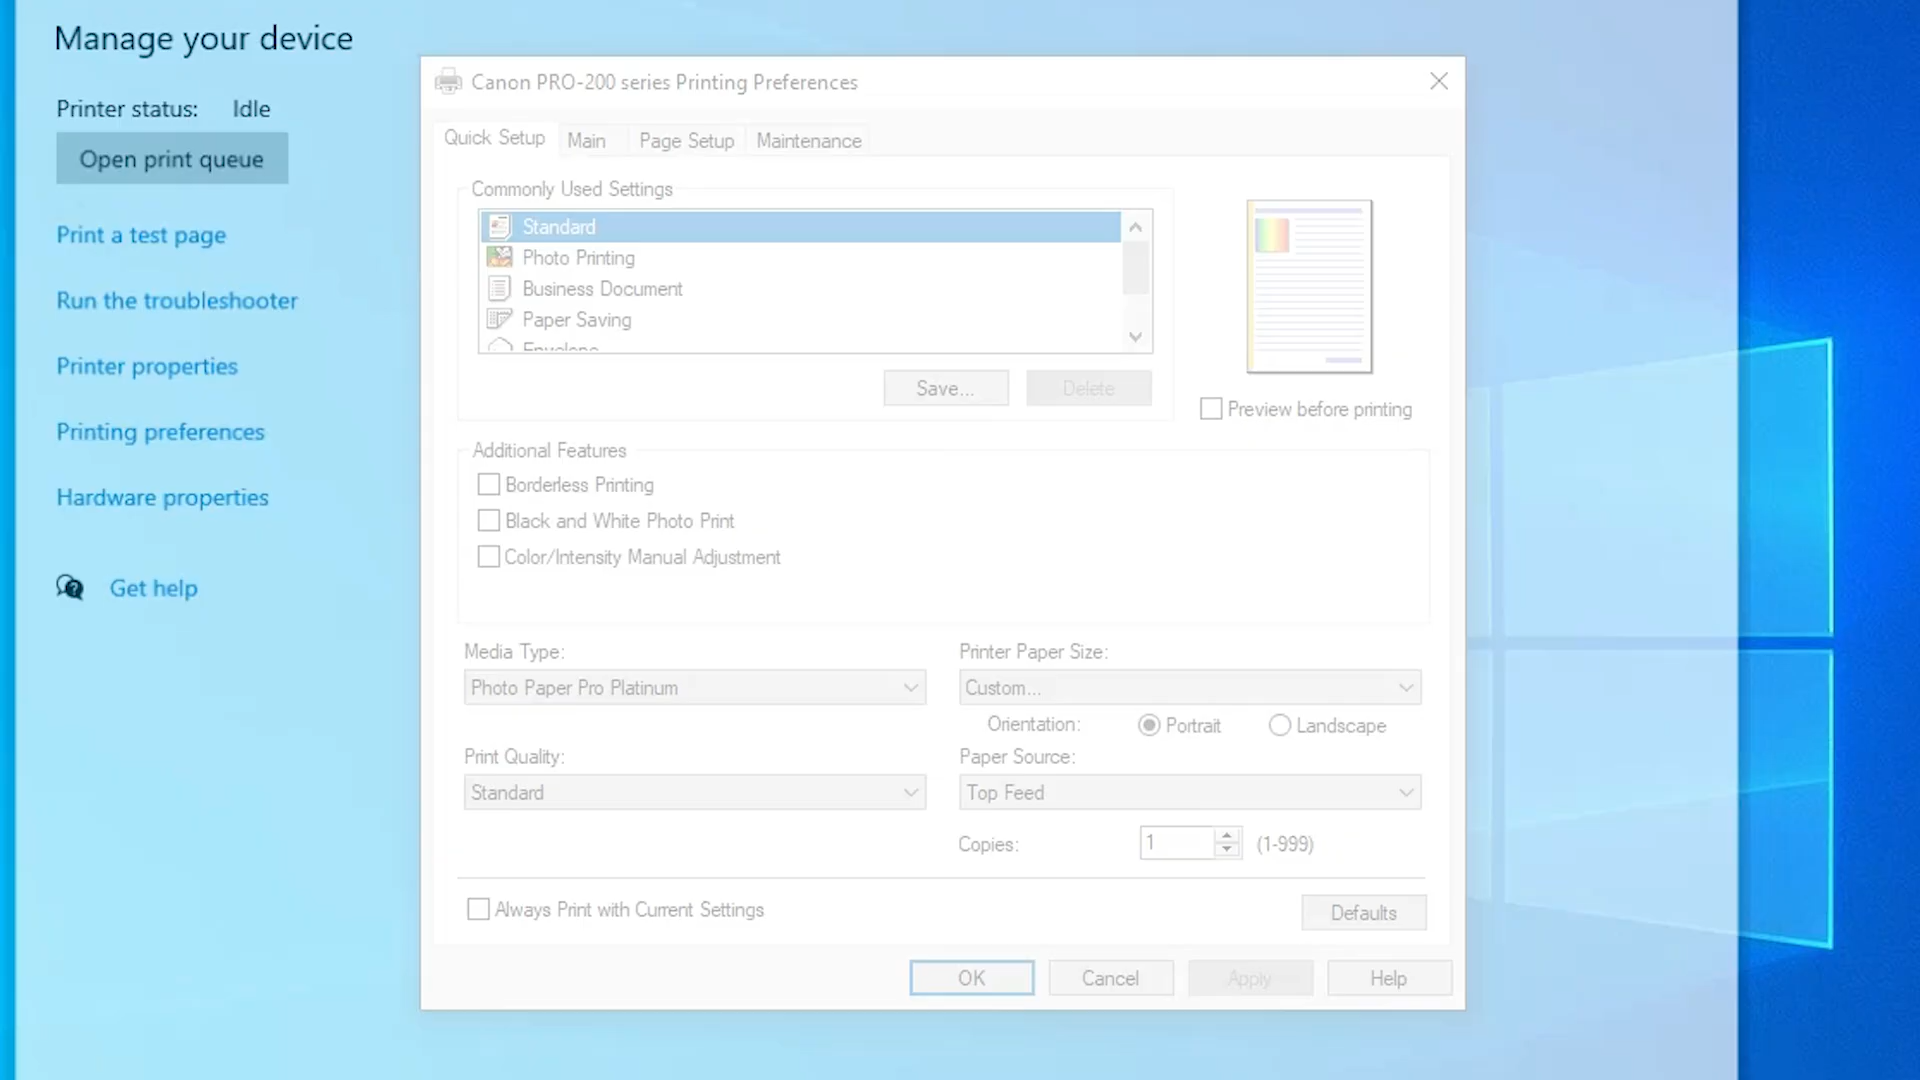 Manage your device
Printer status: Idle
Open print queue
Print a test page
Run the troubleshooter
Printer properties
Printing preferences
Hardware properties
Get help
Canon PRO-200 series Printing Preferences
Quick Setup Main Page Setup Maintenance
Commonly Used Settings
Standard
Photo Printing
Business Document
Paper Saving
Envelope
Save... Delete
Preview before printing
Additional Features
Borderless Printing
Black and White Photo Print
Color/Intensity Manual Adjustment
Media Type:
Photo Paper Pro Platinum
Printer Paper Size:
Custom...
Orientation: Portrait Landscape
Print Quality:
Standard
Paper Source:
Top Feed
Copies: 1 (1-999)
Always Print with Current Settings
Defaults
OK Cancel Apply Help